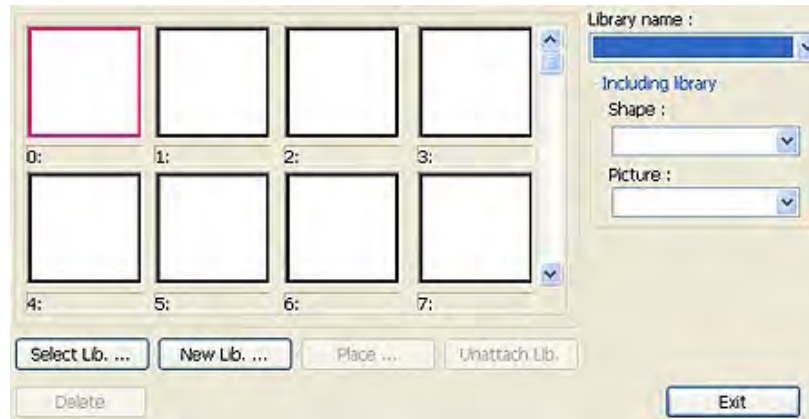 Library name :
Including library
Shape :
Picture :
0: 1: 2: 3:
4: 5: 6: 7:
Select Lib. ... New Lib. ... Place ... Unattach Lib.
Delete Exit